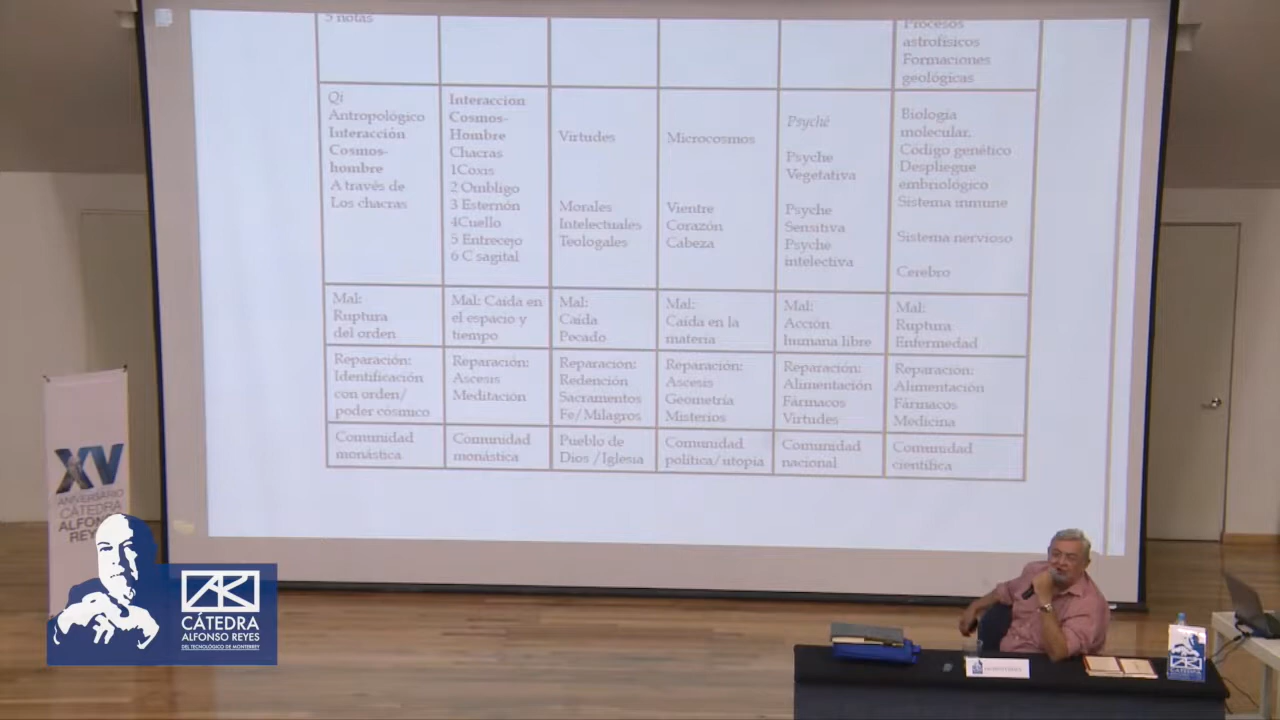 5 notas
Procesos
astrofísicos
Formaciones
geológicas
Qi
Antropológico
Interacción
Cosmos-
hombre
A través de
Los chacras
Interaccion
Cosmos-
Hombre
Chacras
1Coxis
2 Ombligo
3 Esternón
4Cuello
5 Entrecejo
6 C sagital
Virtudes
Morales
Intelectuales
Teologales
Microcosmos
Vientre
Corazón
Cabeza
Psyché
Psyche
Vegetativa
Psyche
Sensitiva
Psyché
intelectiva
Biología
molecular.
Código genético
Despliegue
embriológico
Sistema inmune
Sistema nervioso
Cerebro
Mal:
Ruptura
del orden
Mal: Caída en
el espacio y
tiempo
Mal:
Caída
Pecado
Mal:
Caída en la
materia
Mal:
Acción
humana libre
Mal:
Ruptura
Enfermedad
Reparación:
Identificación
con orden/
poder cósmico
Reparación:
Ascesis
Meditación
Reparación:
Redención
Sacramentos
Fe/Milagros
Reparación:
Ascesis
Geometría
Misterios
Reparación:
Alimentación
Fármacos
Virtudes
Reparación:
Alimentación
Fármacos
Medicina
Comunidad
monástica
Comunidad
monástica
Pueblo de
Dios /Iglesia
Comunidad
política/utopia
Comunidad
nacional
Comunidad
científica
XV
ANIVERSARIO
CÁTEDRA
ALFONSO
REYES
CÁTEDRA
ALFONSO REYES
DEL TECNOLÓGICO DE MONTERREY